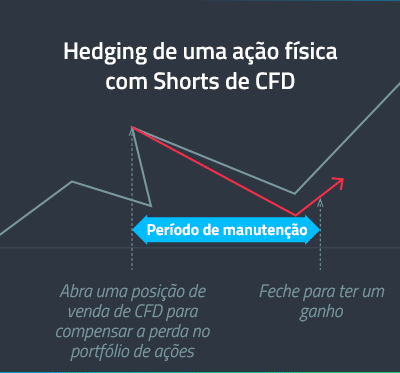 Hedging de uma ação física
com Shorts de CFD
Período de manutenção
Abra uma posição de
venda de CFD para
compensar a perda no
portfólio de ações
Feche para ter um
ganho